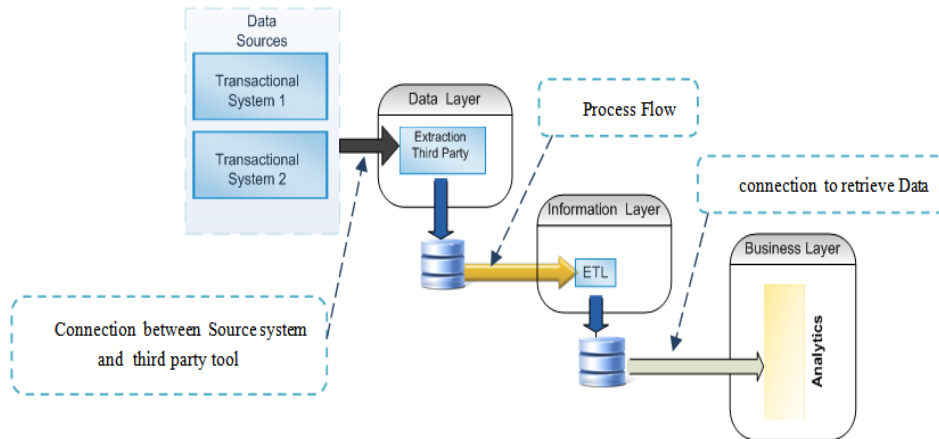 Data
Sources
Transactional
System 1
Transactional
System 2
Data Layer
Extraction
Third Party
Process Flow
connection to retrieve Data
Information Layer
ETL
Business Layer
Analytics
Connection between Source system
and third party tool